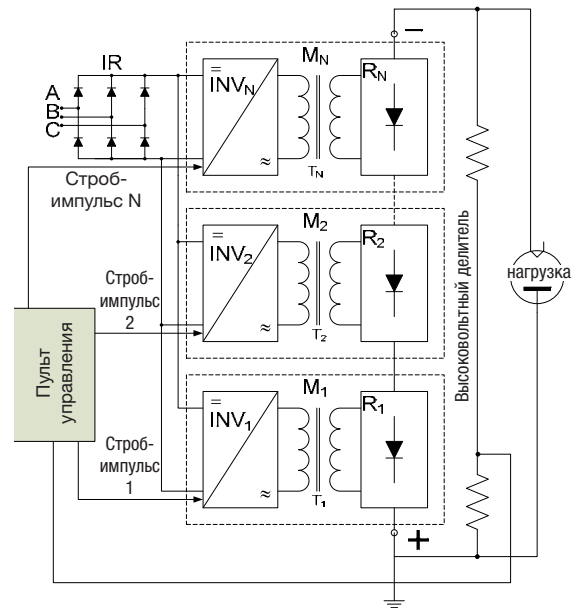 IR
A
B
C
Строб-
импульс N
=
INV_N
≈
M_N
T_N
R_N
−
Строб-
импульс
2
=
INV_2
≈
M_2
T_2
R_2
Пульт
управления
Строб-
импульс
1
=
INV_1
≈
M_1
T_1
R_1
+
Высоковольтный делитель
нагрузка